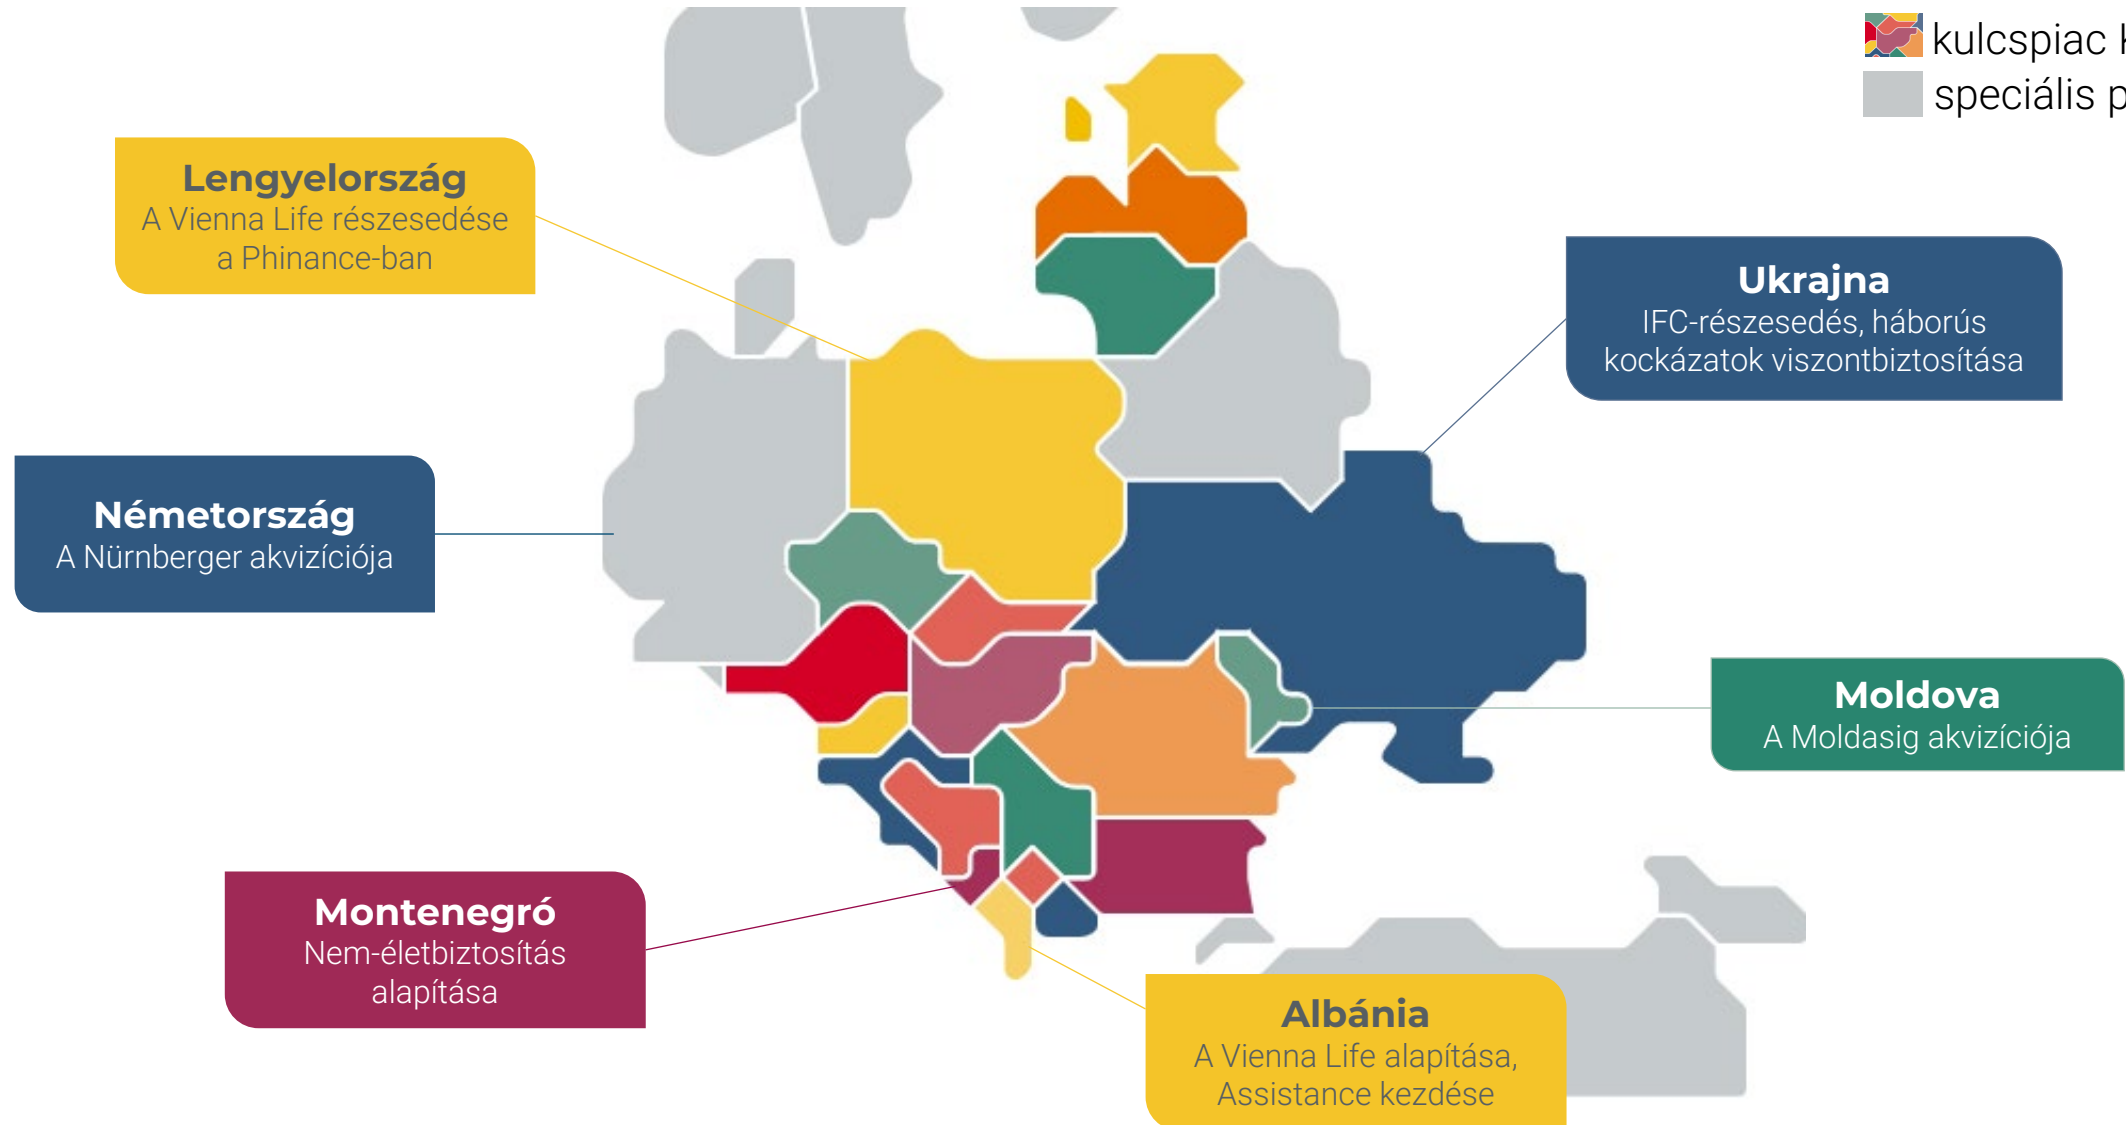 kulcspiac
speciális
Lengyelország
A Vienna Life részesedése
a Phinance-ban
Ukrajna
IFC-részesedés, háborús
kockázatok viszontbiztosítása
Németország
A Nürnberger akvizíciója
Moldova
A Moldasig akvizíciója
Montenegró
Nem-életbiztosítás
alapítása
Albánia
A Vienna Life alapítása,
Assistance kezdése